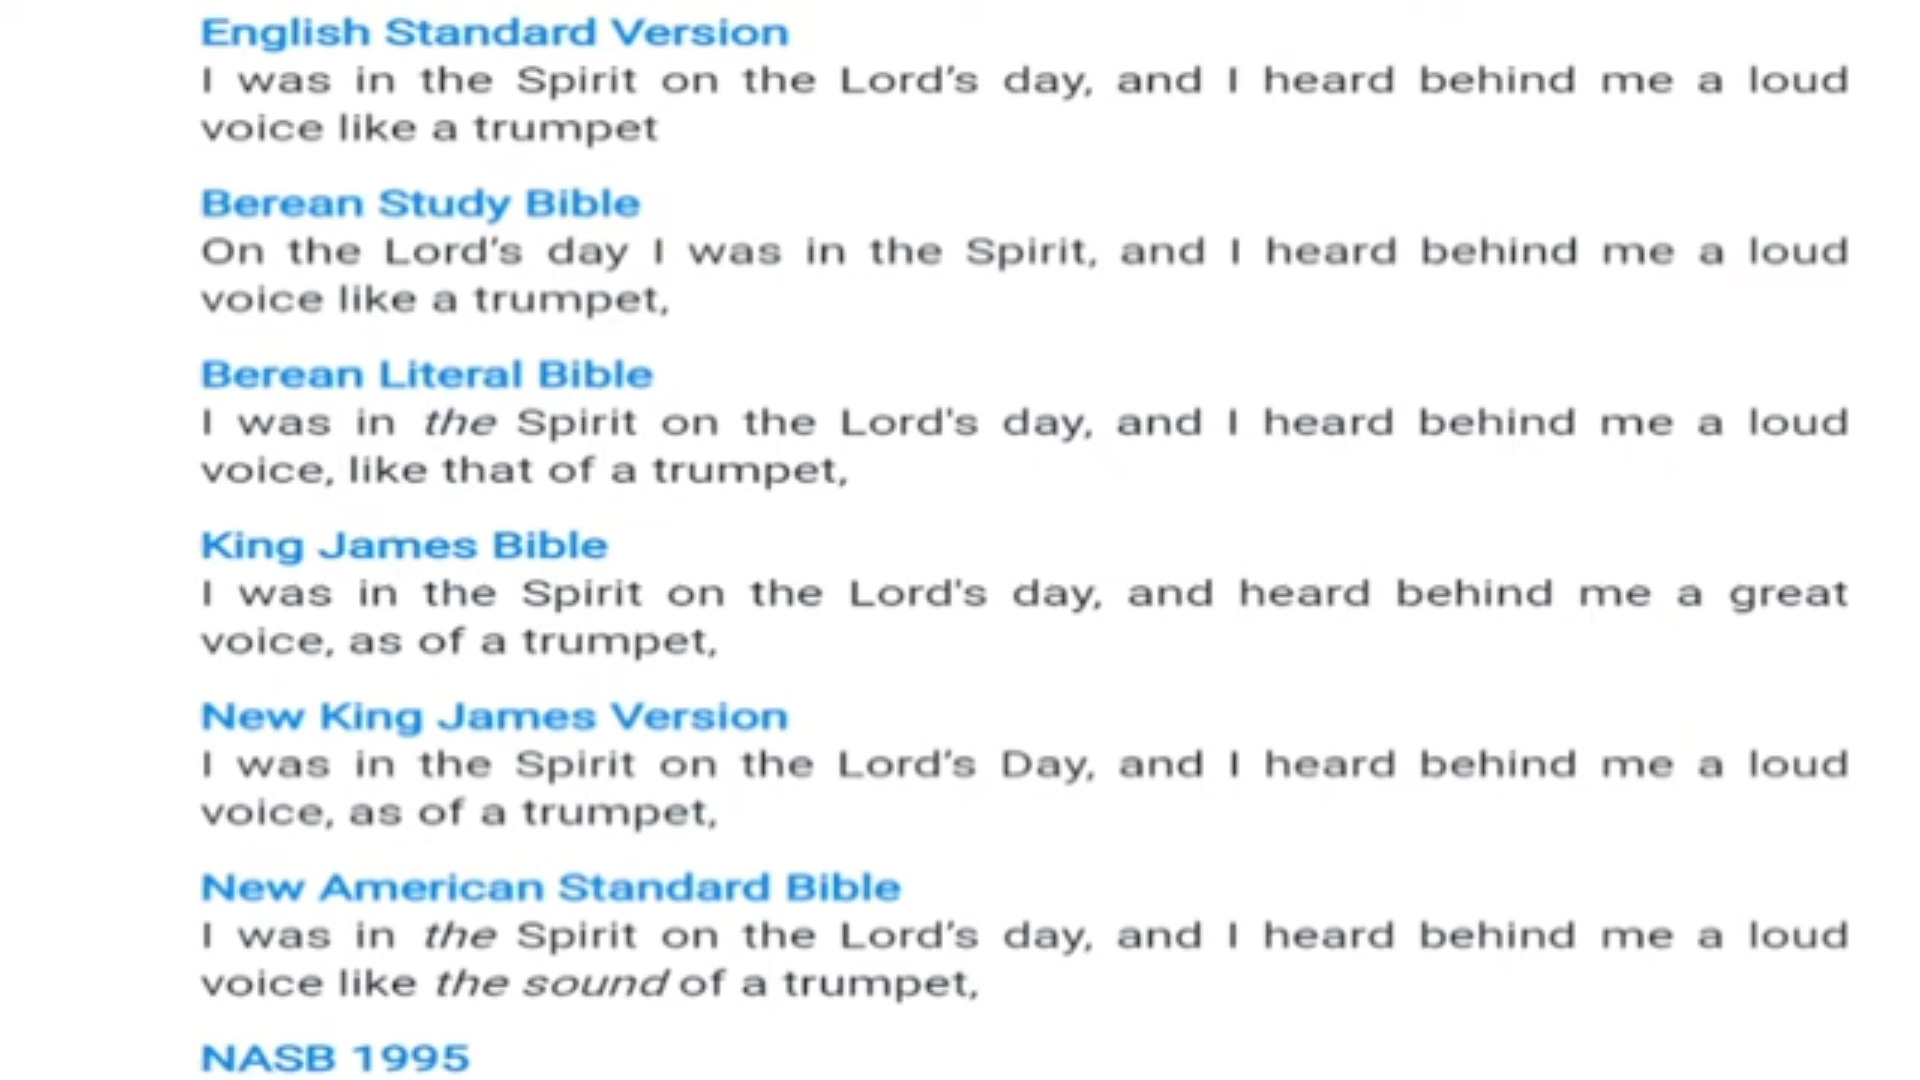 English Standard Version
I was in the Spirit on the Lord’s day, and I heard behind me a loud
voice like a trumpet
Berean Study Bible
On the Lord’s day I was in the Spirit, and I heard behind me a loud
voice like a trumpet,
Berean Literal Bible
I was in the Spirit on the Lord's day, and I heard behind me a loud
voice, like that of a trumpet,
King James Bible
I was in the Spirit on the Lord's day, and heard behind me a great
voice, as of a trumpet,
New King James Version
I was in the Spirit on the Lord’s Day, and I heard behind me a loud
voice, as of a trumpet,
New American Standard Bible
I was in the Spirit on the Lord’s day, and I heard behind me a loud
voice like the sound of a trumpet,
NASB 1995